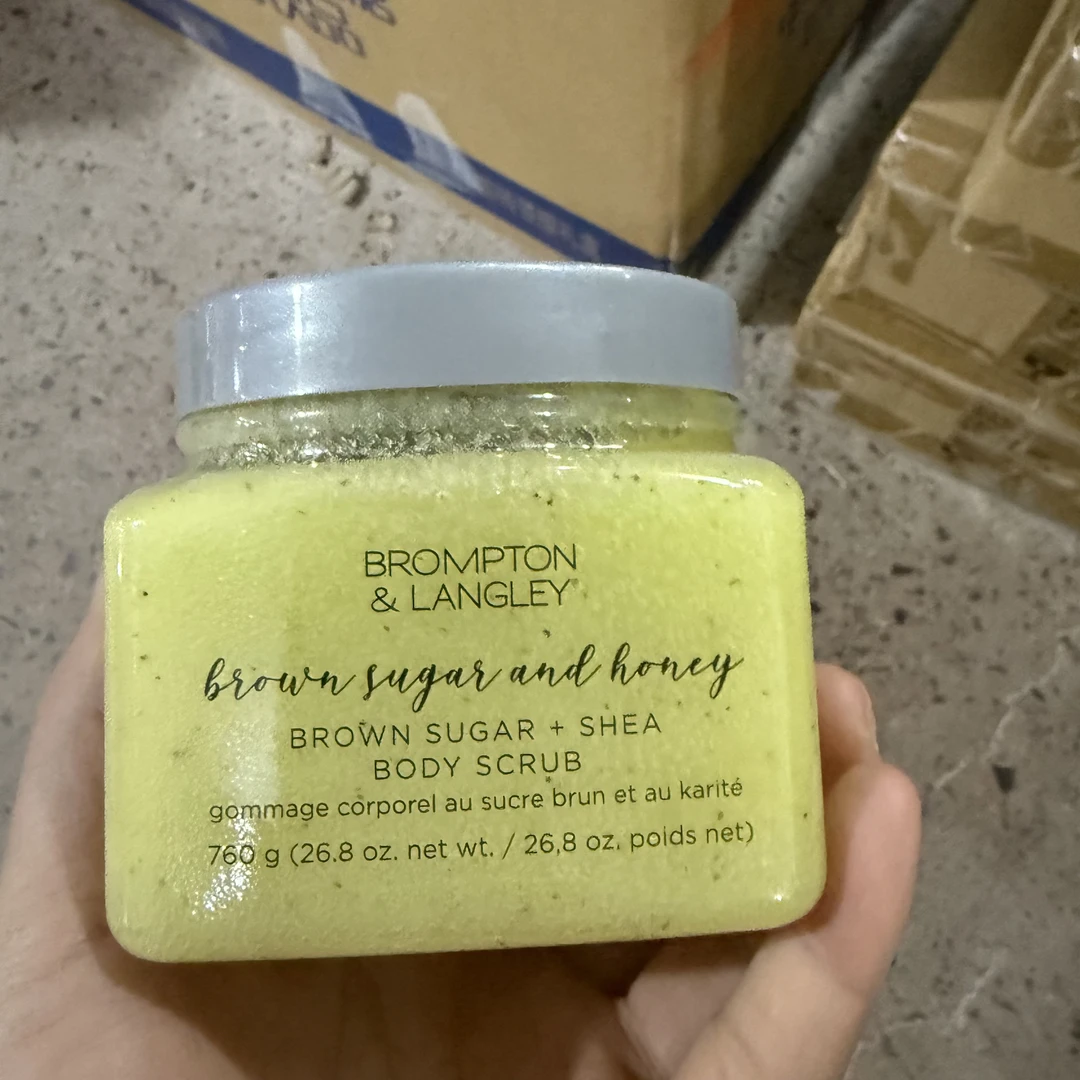 BROMPTON
& LANGLEY®
brown sugar and honey
BROWN SUGAR + SHEA
BODY SCRUB
gommage corporel au sucre brun et au karité
760 g (26.8 oz. net wt. / 26,8 oz. poids net)